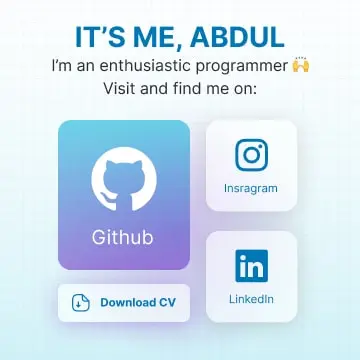 IT’S ME, ABDUL
I’m an enthusiastic programmer 🙌
Visit and find me on:
Github
Insragram
LinkedIn
Download CV